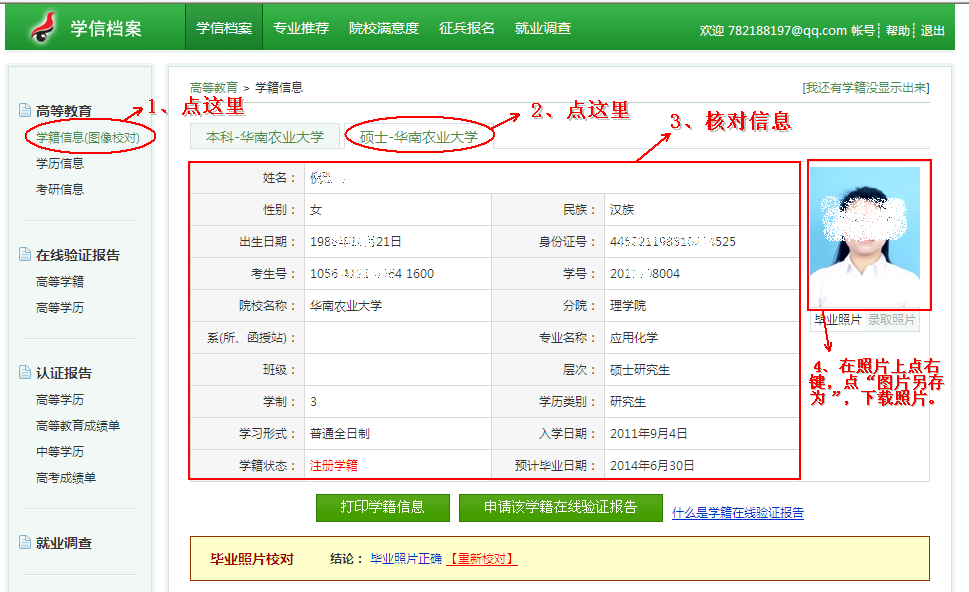 学信档案
学信档案 专业推荐 院校满意度 征兵报名 就业调查
欢迎 782188197@qq.com 帐号 帮助 退出
高等教育
学籍信息(图像校对)
学历信息
考研信息
在线验证报告
高等学籍
高等学历
认证报告
高等学历
高等教育成绩单
中等学历
高考成绩单
就业调查
高等教育 > 学籍信息
[我还有学籍没显示出来]
1、点这里
2、点这里
3、核对信息
本科-华南农业大学 硕士-华南农业大学
姓名：
性别： 女 民族： 汉族
出生日期： 月21日 身份证号：
考生号： 1056 1600 学号： 8004
院校名称： 华南农业大学 分院： 理学院
系(所、函授站)： 专业名称： 应用化学
班级： 层次： 硕士研究生
学制： 3 学历类别： 研究生
学习形式： 普通全日制 入学日期： 2011年9月4日
学籍状态： 注册学籍 预计毕业日期： 2014年6月30日
毕业照片 录取照片
4、在照片上点右
键，点“图片另存
为”，下载照片。
打印学籍信息 申请该学籍在线验证报告 什么是学籍在线验证报告
毕业照片校对 结论： 毕业照片正确 【重新校对】